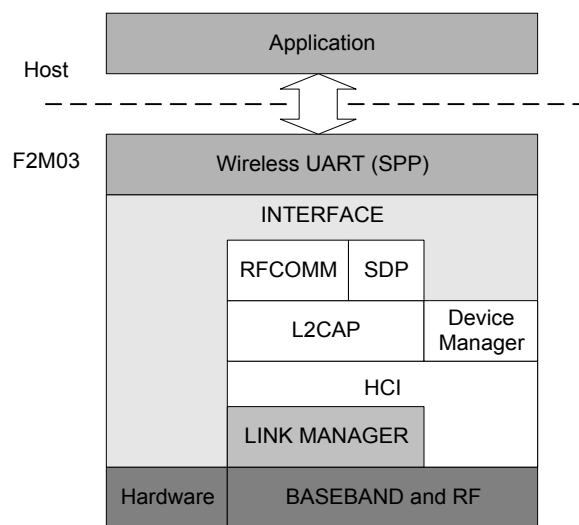 Application
Host
F2M03
Wireless UART (SPP)
INTERFACE
RFCOMM
SDP
L2CAP
Device
Manager
HCI
LINK MANAGER
Hardware
BASEBAND and RF